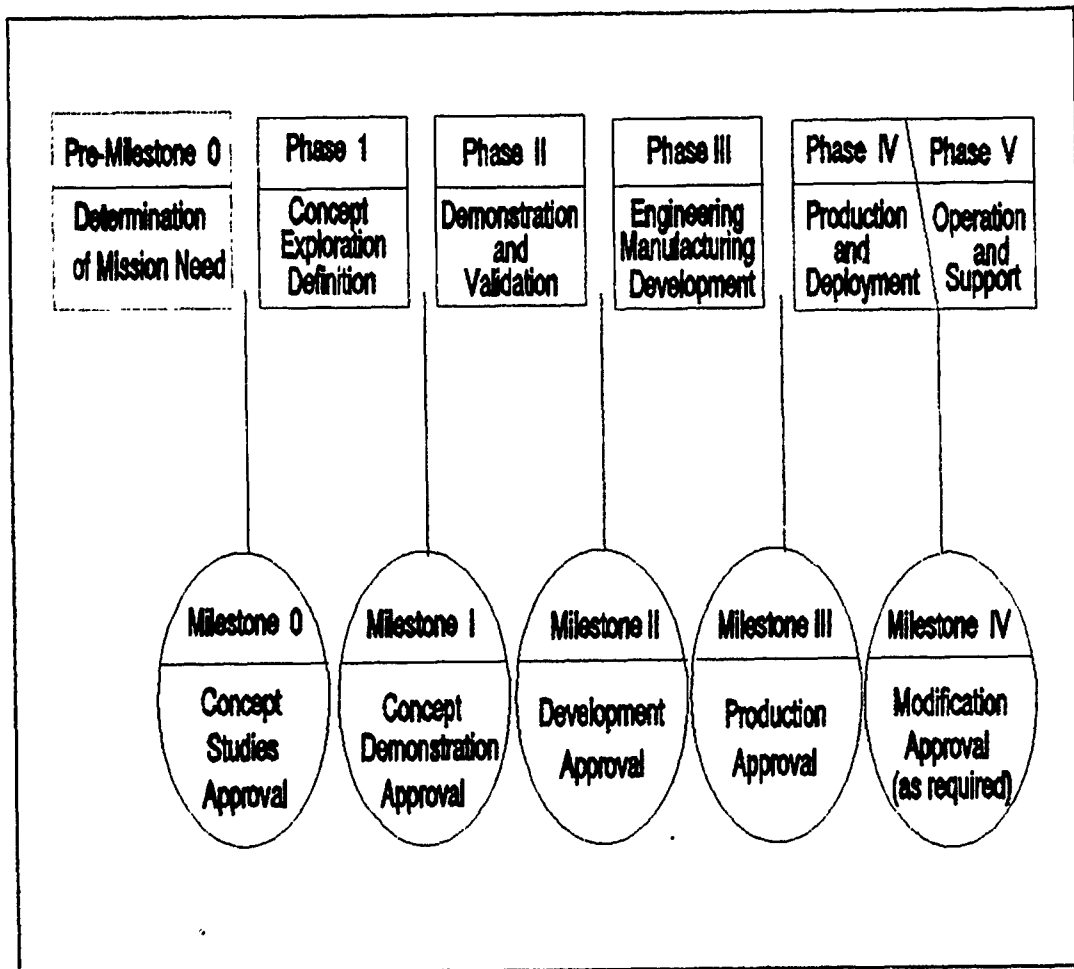 Pre-Milestone 0
Determination
of Mission Need
Phase 1
Concept
Exploration
Definition
Phase II
Demonstration
and
Validation
Phase III
Engineering
Manufacturing
Development
Phase IV
Production
and
Deployment
Phase V
Operation
and
Support
Milestone 0
Concept
Studies
Approval
Milestone I
Concept
Demonstration
Approval
Milestone II
Development
Approval
Milestone III
Production
Approval
Milestone IV
Modification
Approval
(as required)